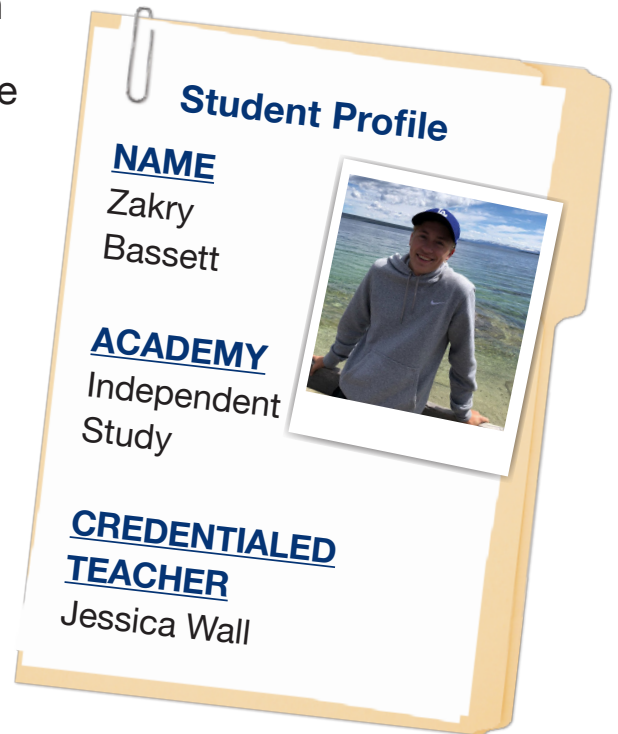 e
Student Profile
NAME
Zakry
Bassett
ACADEMY
Independent
Study
CREDENTIALED
TEACHER
Jessica Wall